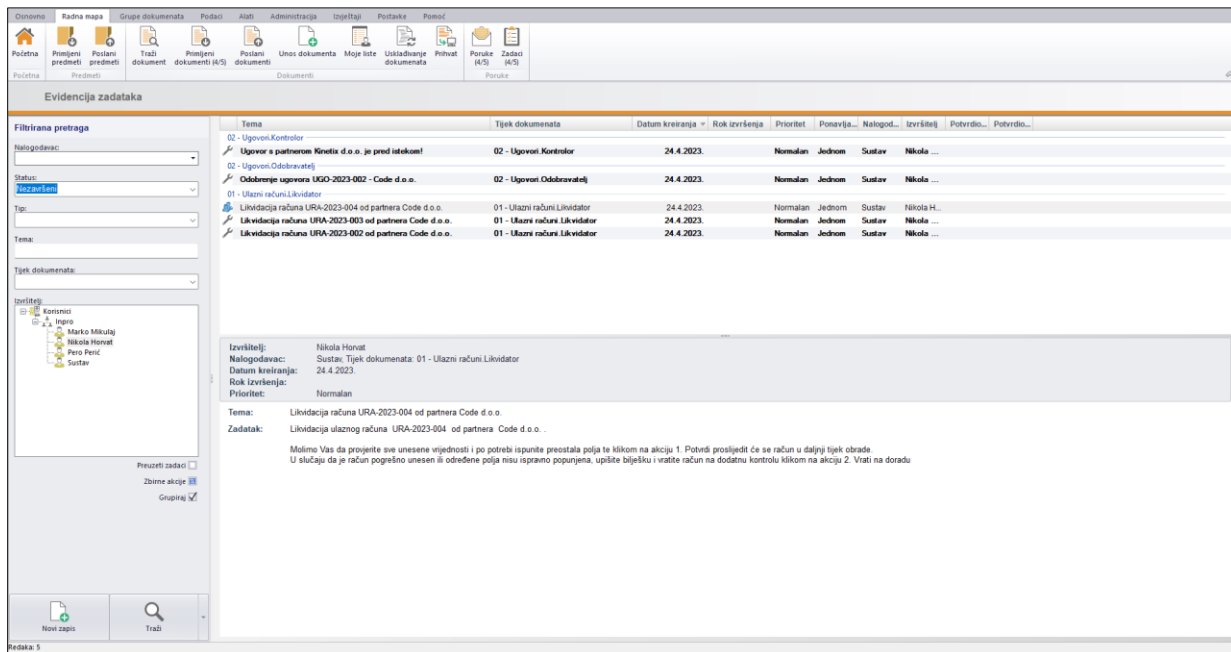 Osnovno Radna mapa Grupe dokumenata Podaci Alati Administracija Izvještaji Postavke Pomoć
Početna Primljeni predmeti Poslani predmeti Traži dokument Primljeni dokumenti (4/5) Poslani dokumenti Unos dokumenta Moje liste Usklađivanje dokumenata Prihvat Poruke (4/5) Zadaci (4/5)
Početna Predmeti Dokumenti Poruke
Evidencija zadataka
Filtrirana pretraga
Nalogodavac:
Status:
Nezavršeni
Tip:
Tema:
Tijek dokumenata:
Izvršitelj:
Korisnici
Inpro
Marko Mikulaj
Nikola Horvat
Pero Perić
Sustav
Preuzeti zadaci
Zbirne akcije
Grupiraj
Novi zapis Traži
Tema Tijek dokumenata Datum kreiranja Rok izvršenja Prioritet Ponavlja... Nalogod... Izvršitelj Potvrdio... Potvrdio...
02 - Ugovori.Kontrolor
Ugovor s partnerom Kinetix d.o.o. je pred istekom! 02 - Ugovori.Kontrolor 24.4.2023. Normalan Jednom Sustav Nikola ...
02 - Ugovori.Odobravatelj
Odobrenje ugovora UGO-2023-002 - Code d.o.o. 02 - Ugovori.Odobravatelj 24.4.2023. Normalan Jednom Sustav Nikola ...
01 - Ulazni računi.Likvidator
Likvidacija računa URA-2023-004 od partnera Code d.o.o. 01 - Ulazni računi.Likvidator 24.4.2023. Normalan Jednom Sustav Nikola H...
Likvidacija računa URA-2023-003 od partnera Code d.o.o. 01 - Ulazni računi.Likvidator 24.4.2023. Normalan Jednom Sustav Nikola ...
Likvidacija računa URA-2023-002 od partnera Code d.o.o. 01 - Ulazni računi.Likvidator 24.4.2023. Normalan Jednom Sustav Nikola ...
Izvršitelj: Nikola Horvat
Nalogodavac: Sustav, Tijek dokumenata: 01 - Ulazni računi.Likvidator
Datum kreiranja: 24.4.2023.
Rok izvršenja:
Prioritet: Normalan
Tema: Likvidacija računa URA-2023-004 od partnera Code d.o.o.
Zadatak: Likvidacija ulaznog računa URA-2023-004 od partnera Code d.o.o. .
Molimo Vas da provjerite sve unesene vrijednosti i po potrebi ispunite preostala polja te klikom na akciju 1. Potvrdi proslijedit će se račun u daljnji tijek obrade.
U slučaju da je račun pogrešno unesen ili određene polja nisu ispravno popunjena, upišite bilješku i vratite račun na dodatnu kontrolu klikom na akciju 2. Vrati na doradu
Redaka: 5